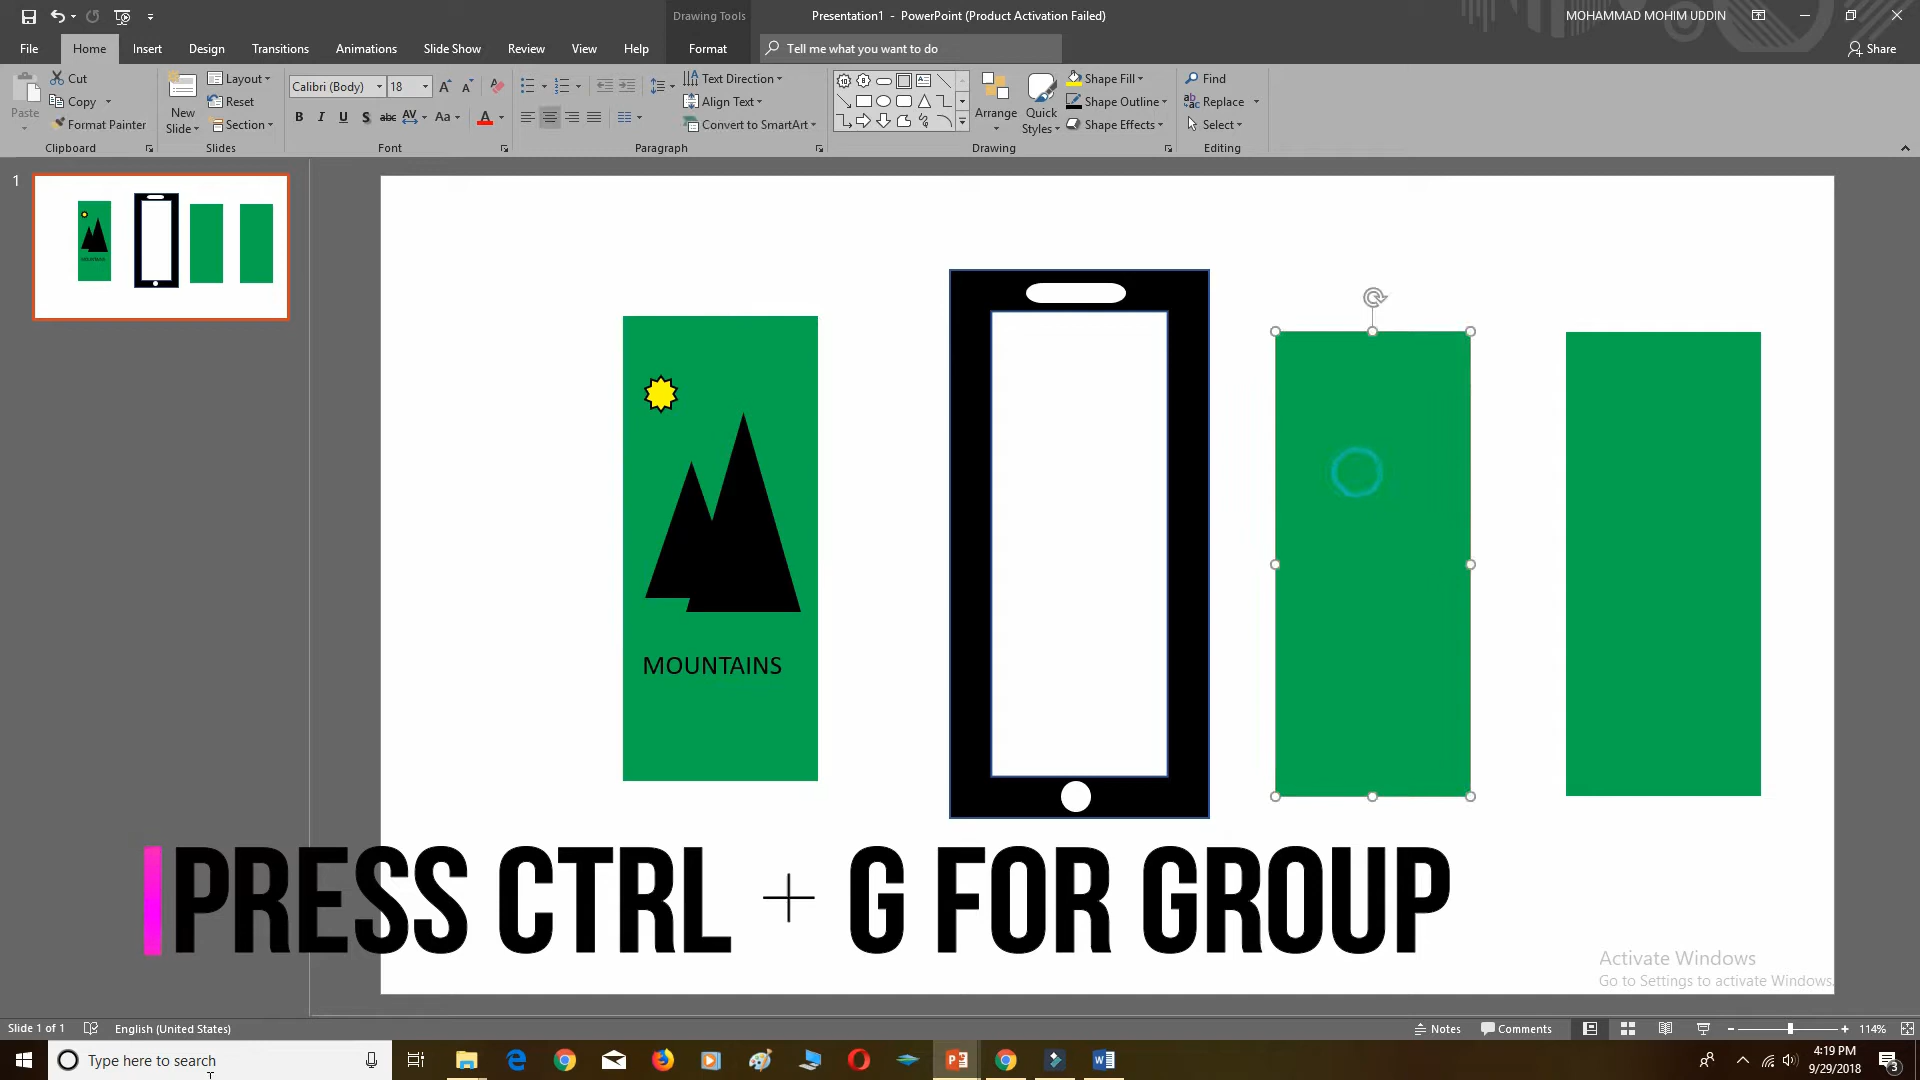 Drawing Tools
Presentation1 - PowerPoint (Product Activation Failed)
MOHAMMAD MOHIM UDDIN
File Home Insert Design Transitions Animations Slide Show Review View Help Format Tell me what you want to do Share
Paste
Cut
Copy
Format Painter
Clipboard
New Slide
Layout
Reset
Section
Slides
Calibri (Body) 18
B I U S abc AV Aa A
Font
Text Direction
Align Text
Convert to SmartArt
Paragraph
Arrange
Quick Styles
Shape Fill
Shape Outline
Shape Effects
Drawing
Find
Replace
Select
Editing
1
MOUNTAINS
PRESS CTRL + G FOR GROUP
Activate Windows
Go to Settings to activate Windows.
Slide 1 of 1 English (United States) Notes Comments 114%
Type here to search
4:19 PM
9/29/2018
3